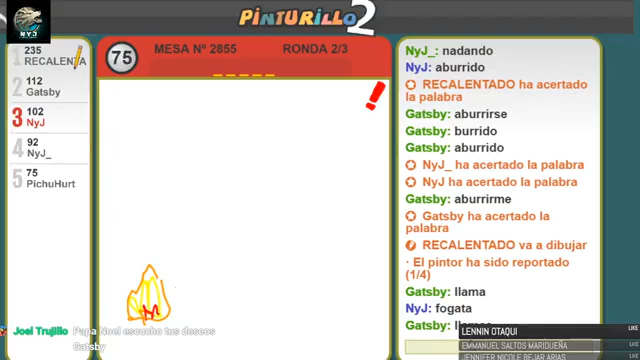 PINTURILLO 2
NYJ
1 235
RECALENTA
2 112
Gatsby
3 102
NyJ
4 92
NyJ_
5 75
PichuHurt
75
MESA Nº 2855
RONDA 2/3
NyJ_: nadando
NyJ: aburrido
RECALENTADO ha acertado
la palabra
Gatsby: aburrirse
Gatsby: burrido
Gatsby: aburrido
NyJ_ ha acertado la palabra
NyJ ha acertado la palabra
Gatsby: aburrirme
Gatsby ha acertado la
palabra
RECALENTADO va a dibujar
· El pintor ha sido reportado
(1/4)
Gatsby: llama
NyJ: fogata
Gatsby:
Joel Trujillo Papa Noel escucho tus deseos
Gatsby
LENNIN OTAQUI LIKE
EMMANUEL SALTOS MARIDUEÑA LIKE
JENNIFER NICOLE BEJAR ARIAS LIKE